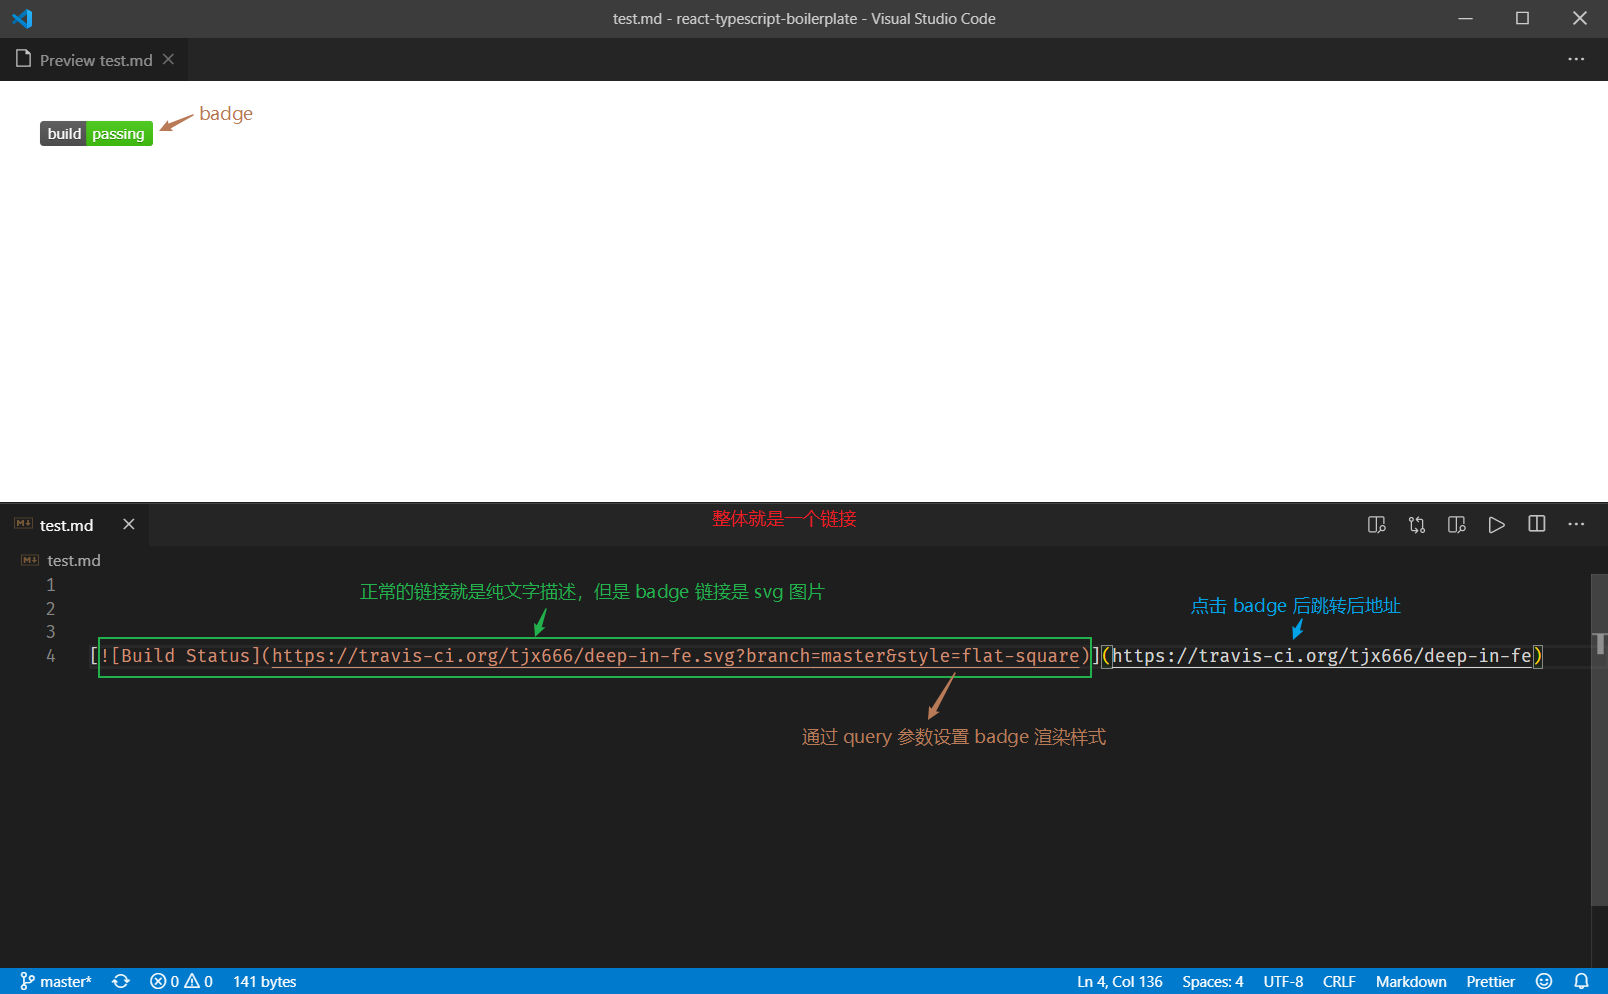 test.md - react-typescript-boilerplate - Visual Studio Code
Preview test.md
badge
build passing
test.md
整体就是一个链接
test.md
1
正常的链接就是纯文字描述，但是 badge 链接是 svg 图片
点击 badge 后跳转后地址
2
3
4 [![Build Status](https://travis-ci.org/tjx666/deep-in-fe.svg?branch=master&style=flat-square)](https://travis-ci.org/tjx666/deep-in-fe)
通过 query 参数设置 badge 渲染样式
master* 0 0 141 bytes Ln 4, Col 136 Spaces: 4 UTF-8 CRLF Markdown Prettier